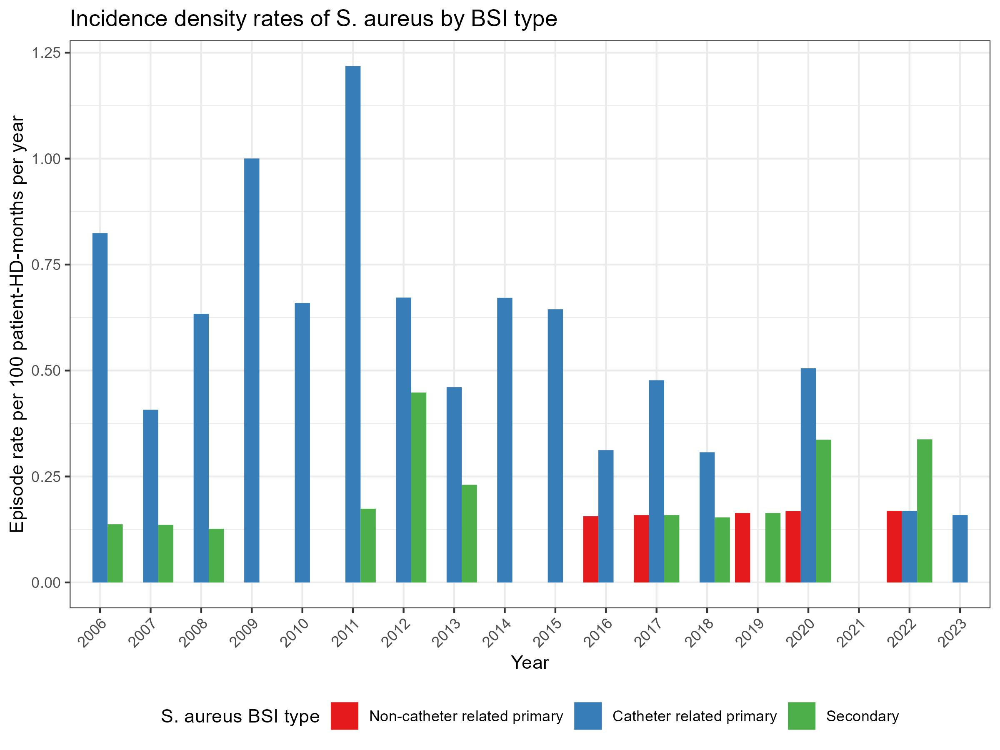 Incidence density rates of S. aureus by BSI type
Episode rate per 100 patient-HD-months per year
1.25
1.00
0.75
0.50
0.25
0.00
2006 2007 2008 2009 2010 2011 2012 2013 2014 2015 2016 2017 2018 2019 2020 2021 2022 2023
Year
S. aureus BSI type Non-catheter related primary Catheter related primary Secondary